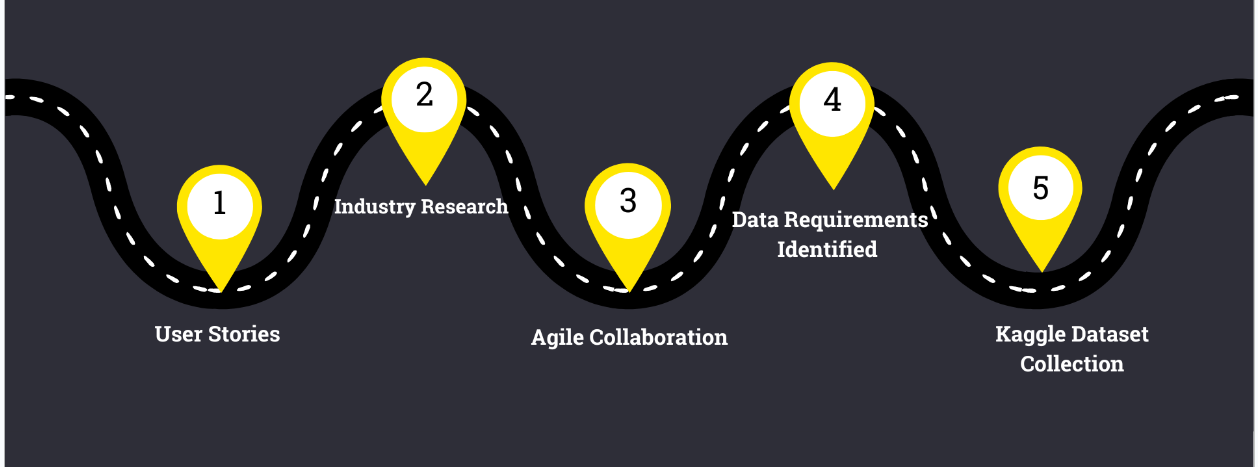 1
User Stories
2
Industry Research
3
Agile Collaboration
4
Data Requirements
Identified
5
Kaggle Dataset
Collection